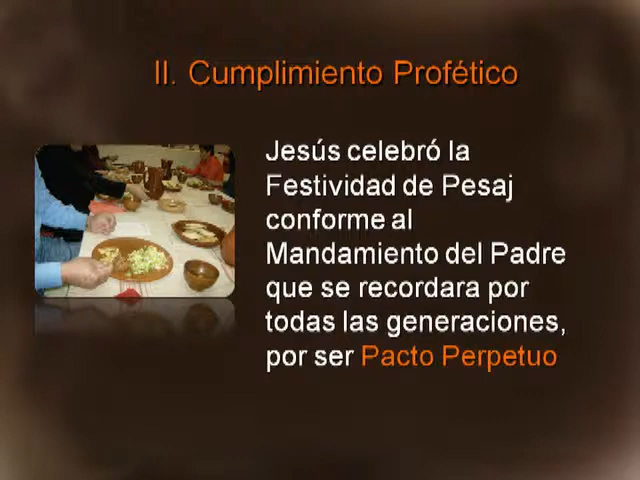 II. Cumplimiento Profético
Jesús celebró la
Festividad de Pesaj
conforme al
Mandamiento del Padre
que se recordara por
todas las generaciones,
por ser Pacto Perpetuo